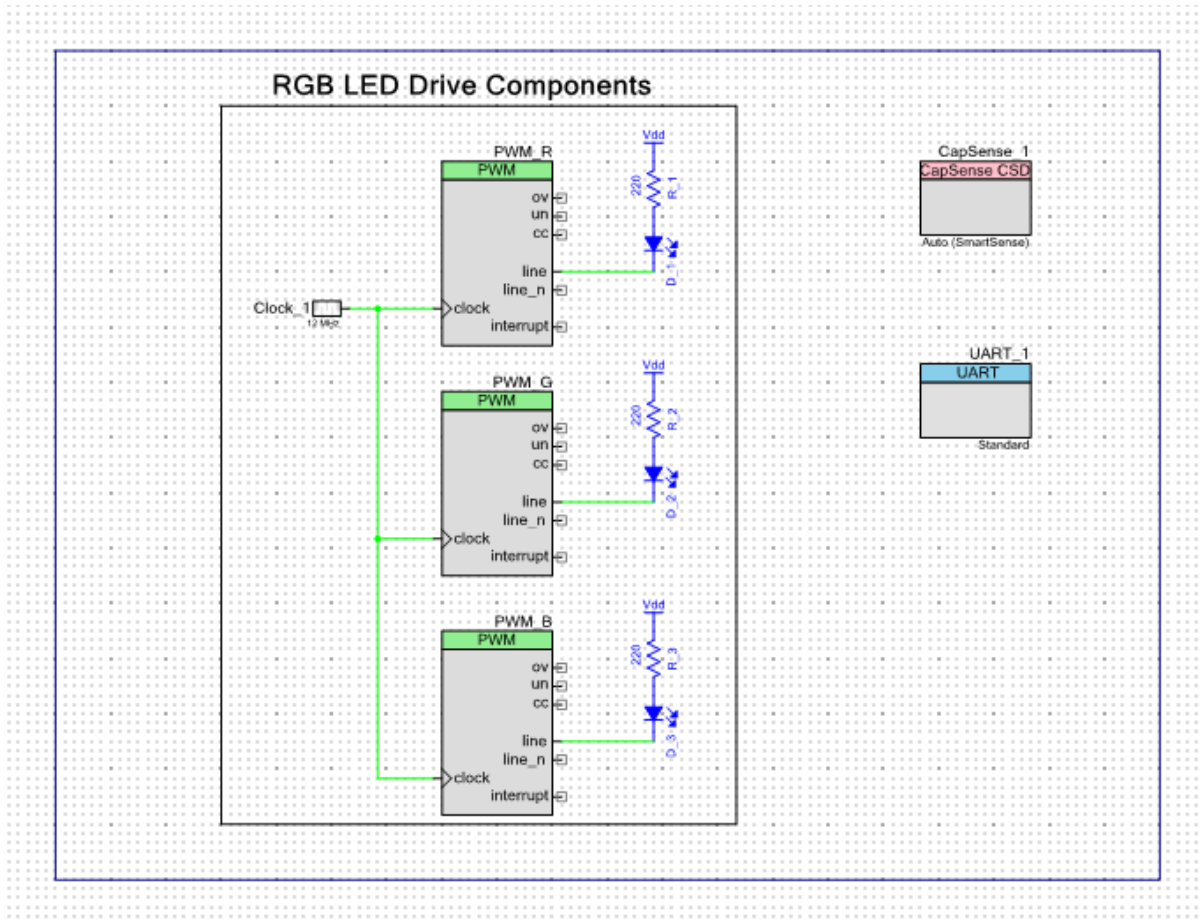 RGB LED Drive Components
PWM_R
PWM
ov
un
cc
line
line_n
clock
interrupt
Vdd
220
R_1
D_1
Clock_1
12 MHz
PWM_G
PWM
ov
un
cc
line
line_n
clock
interrupt
Vdd
220
R_2
D_2
PWM_B
PWM
ov
un
cc
line
line_n
clock
interrupt
Vdd
220
R_3
D_3
CapSense_1
CapSense CSD
Auto (SmartSense)
UART_1
UART
Standard